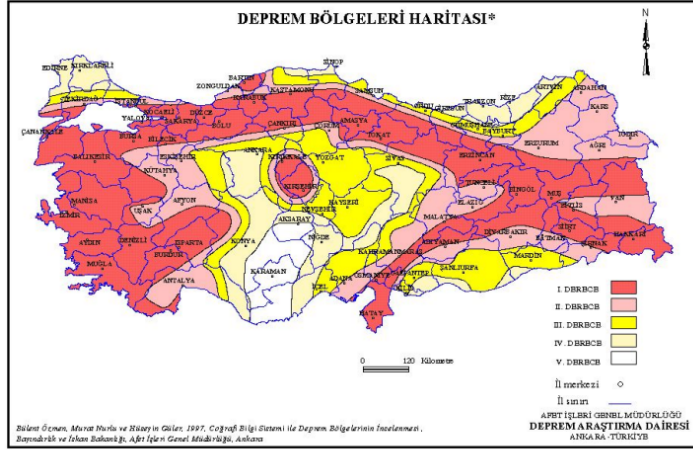 DEPREM BÖLGELERİ HARİTASI*
N
SİNOP
EDİRNE
KIRKLARELİ
BARTIN
ZONGULDAK
KASTAMONU
SAMSUN
ARTVİN
ARDAHAN
RİZE
TRABZON
ORDU
GİRESUN
TEKİRDAĞ
İSTANBUL
KOCAELİ
DÜZCE
KARABÜK
KARS
YALOVA
SAKARYA
BOLU
ÇANKIRI
ÇORUM
AMASYA
TOKAT
GÜMÜŞHANE
BAYBURT
ÇANAKKALE
BURSA
BİLECİK
ERZURUM
IĞDIR
AĞRI
ERZİNCAN
BALIKESİR
ESKİŞEHİR
ANKARA
KIRIKKALE
YOZGAT
SİVAS
KÜTAHYA
KIRŞEHİR
TUNCELİ
BİNGÖL
MUŞ
MANİSA
UŞAK
AFYON
NEVŞEHİR
KAYSERİ
ELAZIĞ
BİTLİS
VAN
İZMİR
AKSARAY
MALATYA
AYDIN
DENİZLİ
ISPARTA
KONYA
NİĞDE
KAHRAMANMARAŞ
ADIYAMAN
DİYARBAKIR
BATMAN
SİİRT
ŞIRNAK
HAKKARİ
BURDUR
MUĞLA
KARAMAN
ADANA
OSMANİYE
GAZİANTEP
ŞANLIURFA
MARDİN
ANTALYA
İÇEL
KİLİS
HATAY
I. DERECE
II. DERECE
III. DERECE
IV. DERECE
V. DERECE
0 120 Kilometre
İl merkezi
İl sınırı
AFET İŞLERİ GENEL MÜDÜRLÜĞÜ
DEPREM ARAŞTIRMA DAİRESİ
ANKARA -TÜRKİYE
Bülent Özmen, Murat Nurlu ve Hüseyin Güler, 1997, Coğrafi Bilgi Sistemi ile Deprem Bölgelerinin İncelenmesi,
Bayındırlık ve İskan Bakanlığı, Afet İşleri Genel Müdürlüğü, Ankara